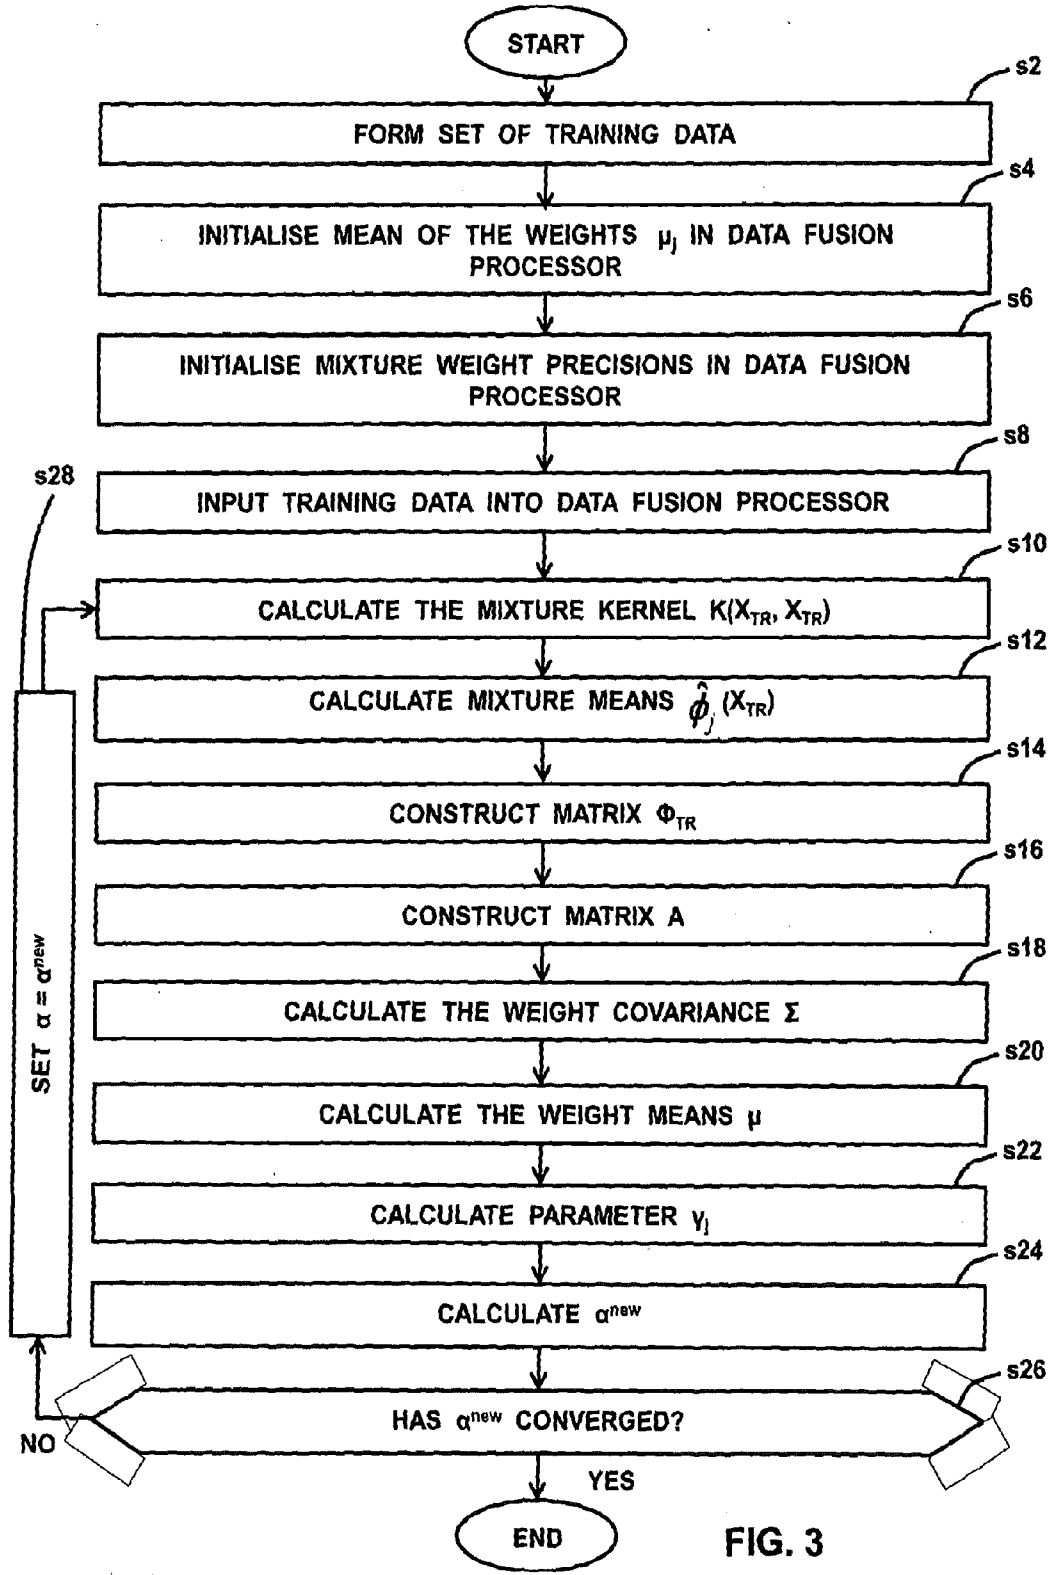 START
s2
FORM SET OF TRAINING DATA
s4
INITIALISE MEAN OF THE WEIGHTS μj IN DATA FUSION
PROCESSOR
s6
INITIALISE MIXTURE WEIGHT PRECISIONS IN DATA FUSION
PROCESSOR
s8
INPUT TRAINING DATA INTO DATA FUSION PROCESSOR
s28
s10
CALCULATE THE MIXTURE KERNEL K(XTR, XTR)
s12
CALCULATE MIXTURE MEANS ϕ̂j (XTR)
s14
CONSTRUCT MATRIX ΦTR
s16
CONSTRUCT MATRIX A
s18
CALCULATE THE WEIGHT COVARIANCE Σ
SET α = αnew
s20
CALCULATE THE WEIGHT MEANS μ
s22
CALCULATE PARAMETER γj
s24
CALCULATE αnew
s26
HAS αnew CONVERGED?
NO
YES
END
FIG. 3